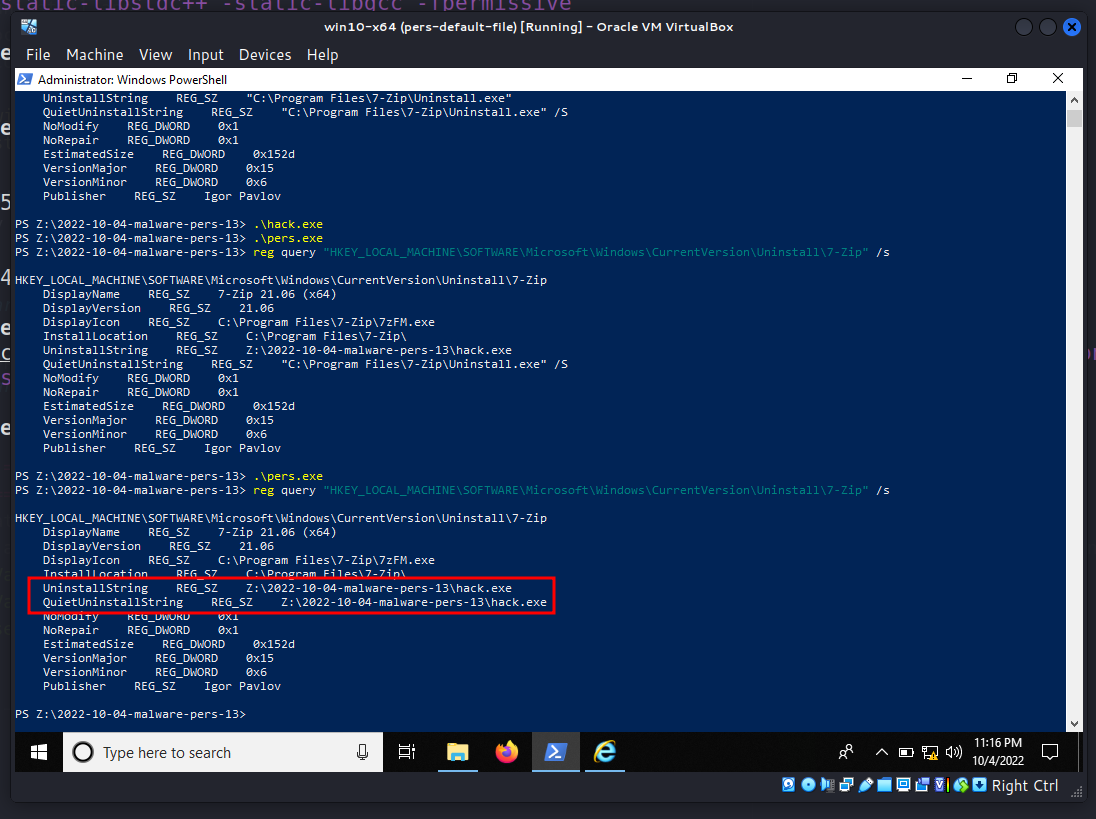 static-libstdc++ -static-libgcc -fpermissive
win10-x64 (pers-default-file) [Running] - Oracle VM VirtualBox
File Machine View Input Devices Help
Administrator: Windows PowerShell
UninstallString REG_SZ "C:\Program Files\7-Zip\Uninstall.exe"
QuietUninstallString REG_SZ "C:\Program Files\7-Zip\Uninstall.exe" /S
NoModify REG_DWORD 0x1
NoRepair REG_DWORD 0x1
EstimatedSize REG_DWORD 0x152d
VersionMajor REG_DWORD 0x15
VersionMinor REG_DWORD 0x6
Publisher REG_SZ Igor Pavlov
PS Z:\2022-10-04-malware-pers-13> .\hack.exe
PS Z:\2022-10-04-malware-pers-13> .\pers.exe
PS Z:\2022-10-04-malware-pers-13> reg query "HKEY_LOCAL_MACHINE\SOFTWARE\Microsoft\Windows\CurrentVersion\Uninstall\7-Zip" /s
HKEY_LOCAL_MACHINE\SOFTWARE\Microsoft\Windows\CurrentVersion\Uninstall\7-Zip
DisplayName REG_SZ 7-Zip 21.06 (x64)
DisplayVersion REG_SZ 21.06
DisplayIcon REG_SZ C:\Program Files\7-Zip\7zFM.exe
InstallLocation REG_SZ C:\Program Files\7-Zip\
UninstallString REG_SZ Z:\2022-10-04-malware-pers-13\hack.exe
QuietUninstallString REG_SZ "C:\Program Files\7-Zip\Uninstall.exe" /S
NoModify REG_DWORD 0x1
NoRepair REG_DWORD 0x1
EstimatedSize REG_DWORD 0x152d
VersionMajor REG_DWORD 0x15
VersionMinor REG_DWORD 0x6
Publisher REG_SZ Igor Pavlov
PS Z:\2022-10-04-malware-pers-13> .\pers.exe
PS Z:\2022-10-04-malware-pers-13> reg query "HKEY_LOCAL_MACHINE\SOFTWARE\Microsoft\Windows\CurrentVersion\Uninstall\7-Zip" /s
HKEY_LOCAL_MACHINE\SOFTWARE\Microsoft\Windows\CurrentVersion\Uninstall\7-Zip
DisplayName REG_SZ 7-Zip 21.06 (x64)
DisplayVersion REG_SZ 21.06
DisplayIcon REG_SZ C:\Program Files\7-Zip\7zFM.exe
InstallLocation REG_SZ C:\Program Files\7-Zip\
UninstallString REG_SZ Z:\2022-10-04-malware-pers-13\hack.exe
QuietUninstallString REG_SZ Z:\2022-10-04-malware-pers-13\hack.exe
NoModify REG_DWORD 0x1
NoRepair REG_DWORD 0x1
EstimatedSize REG_DWORD 0x152d
VersionMajor REG_DWORD 0x15
VersionMinor REG_DWORD 0x6
Publisher REG_SZ Igor Pavlov
PS Z:\2022-10-04-malware-pers-13>
Type here to search
11:16 PM
10/4/2022
Right Ctrl